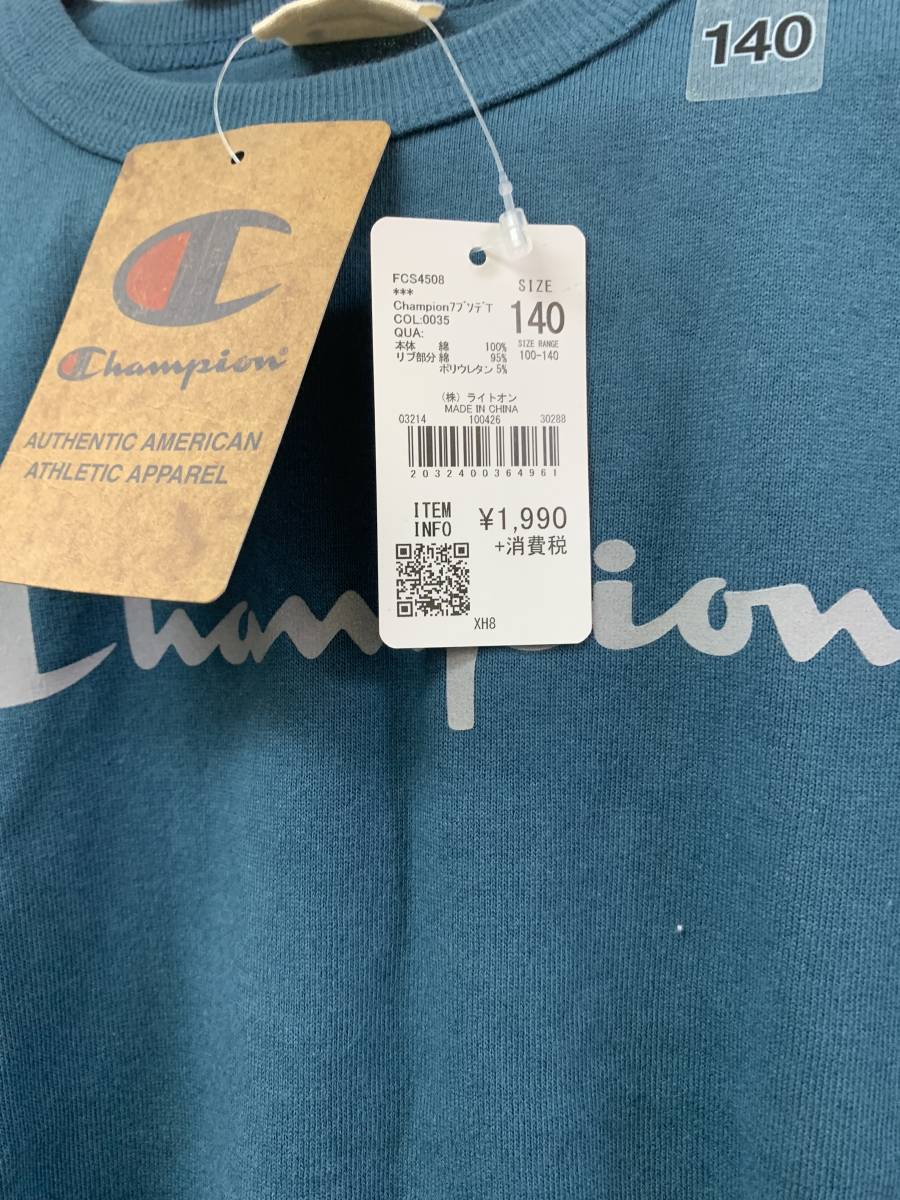 140
Champion
AUTHENTIC AMERICAN
ATHLETIC APPAREL
FCS4508
***
Champion7ブソデT
COL:0035
QUA:
本体 綿 100%
リブ部分 綿 95%
ポリウレタン 5%
SIZE
140
SIZE RANGE
100-140
(株) ライトオン
MADE IN CHINA
03214 100426 30288
2032400364961
ITEM
INFO
¥1,990
+消費税
XH8
Champion